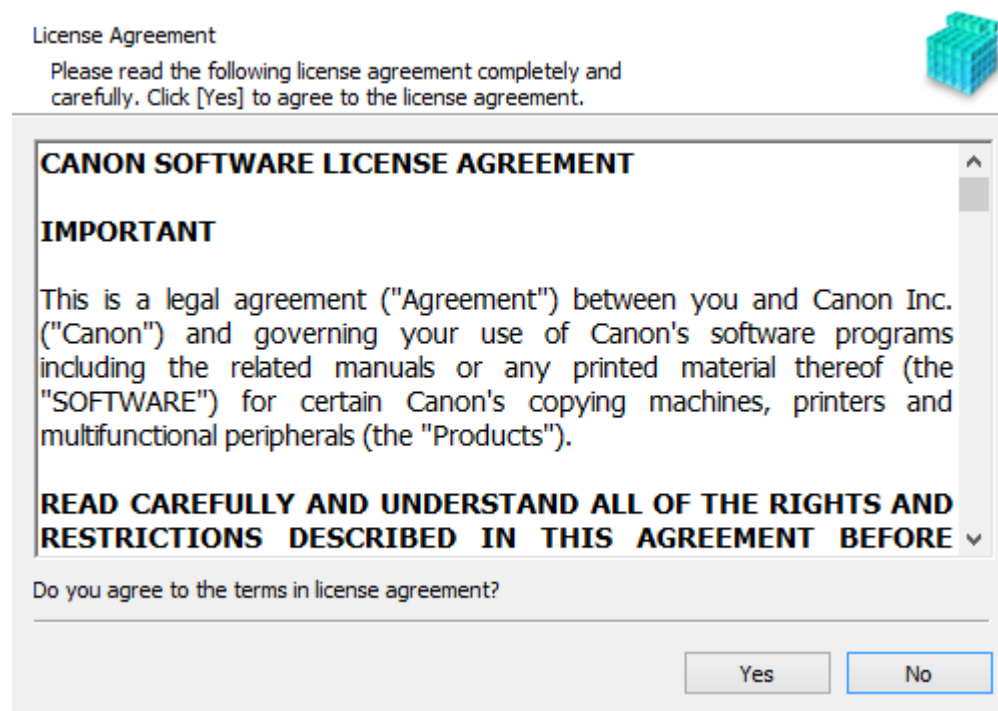 License Agreement
Please read the following license agreement completely and
carefully. Click [Yes] to agree to the license agreement.
CANON SOFTWARE LICENSE AGREEMENT
IMPORTANT
This is a legal agreement ("Agreement") between you and Canon Inc.
("Canon") and governing your use of Canon's software programs
including the related manuals or any printed material thereof (the
"SOFTWARE") for certain Canon's copying machines, printers and
multifunctional peripherals (the "Products").
READ CAREFULLY AND UNDERSTAND ALL OF THE RIGHTS AND
RESTRICTIONS DESCRIBED IN THIS AGREEMENT BEFORE
Do you agree to the terms in license agreement?
Yes No